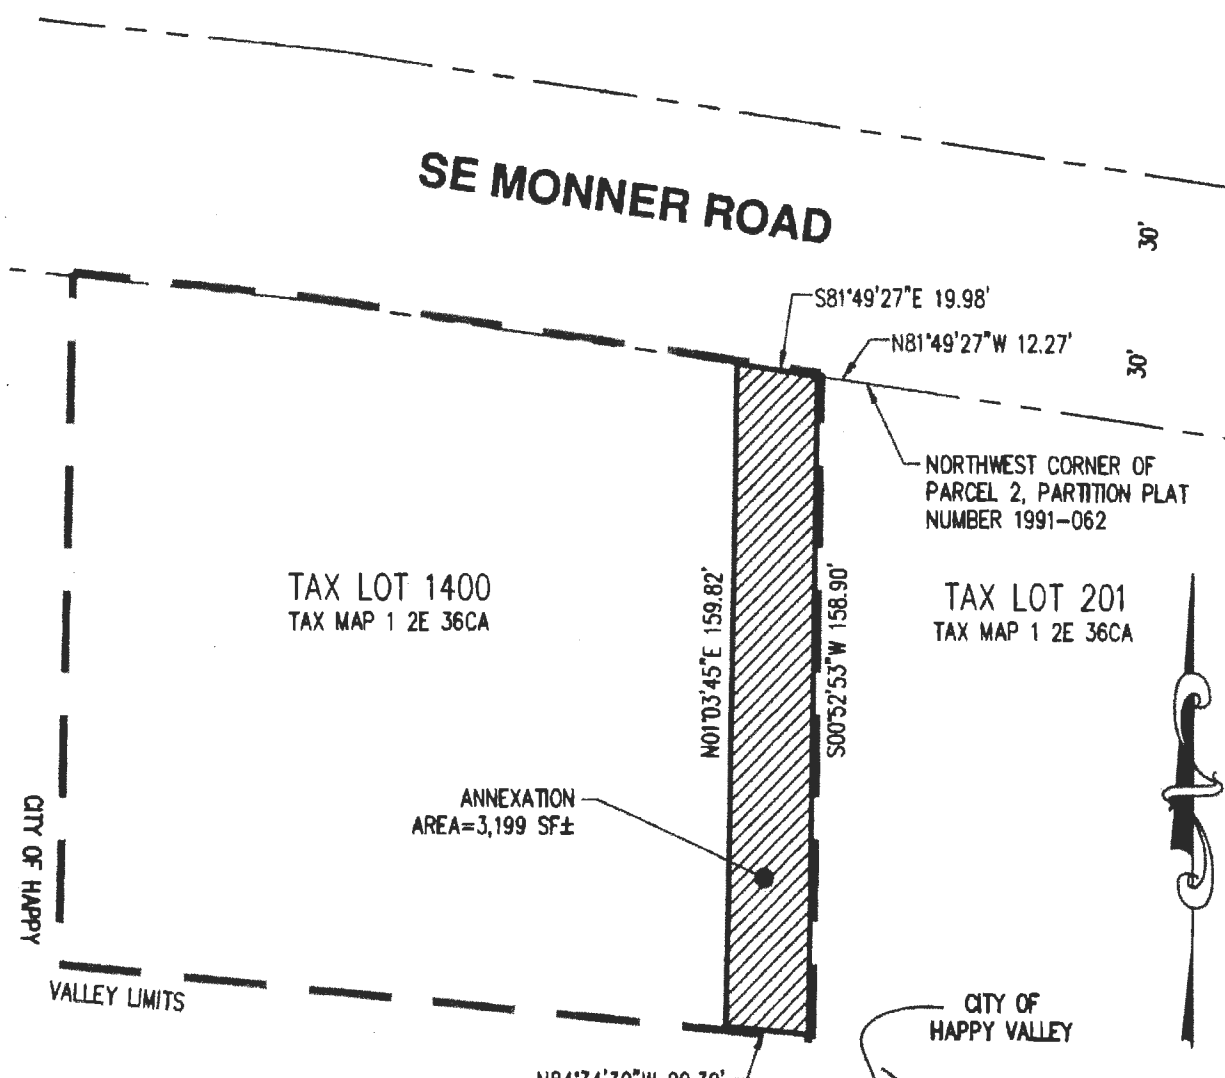 SE MONNER ROAD
30'
S81°49'27"E 19.98'
N81°49'27"W 12.27'
30'
NORTHWEST CORNER OF
PARCEL 2, PARTITION PLAT
NUMBER 1991-062
TAX LOT 1400
TAX MAP 1 2E 36CA
N01°03'45"E 159.82'
S00°52'53"W 158.90'
TAX LOT 201
TAX MAP 1 2E 36CA
ANNEXATION
AREA=3,199 SF±
CITY OF HAPPY
VALLEY LIMITS
CITY OF
HAPPY VALLEY